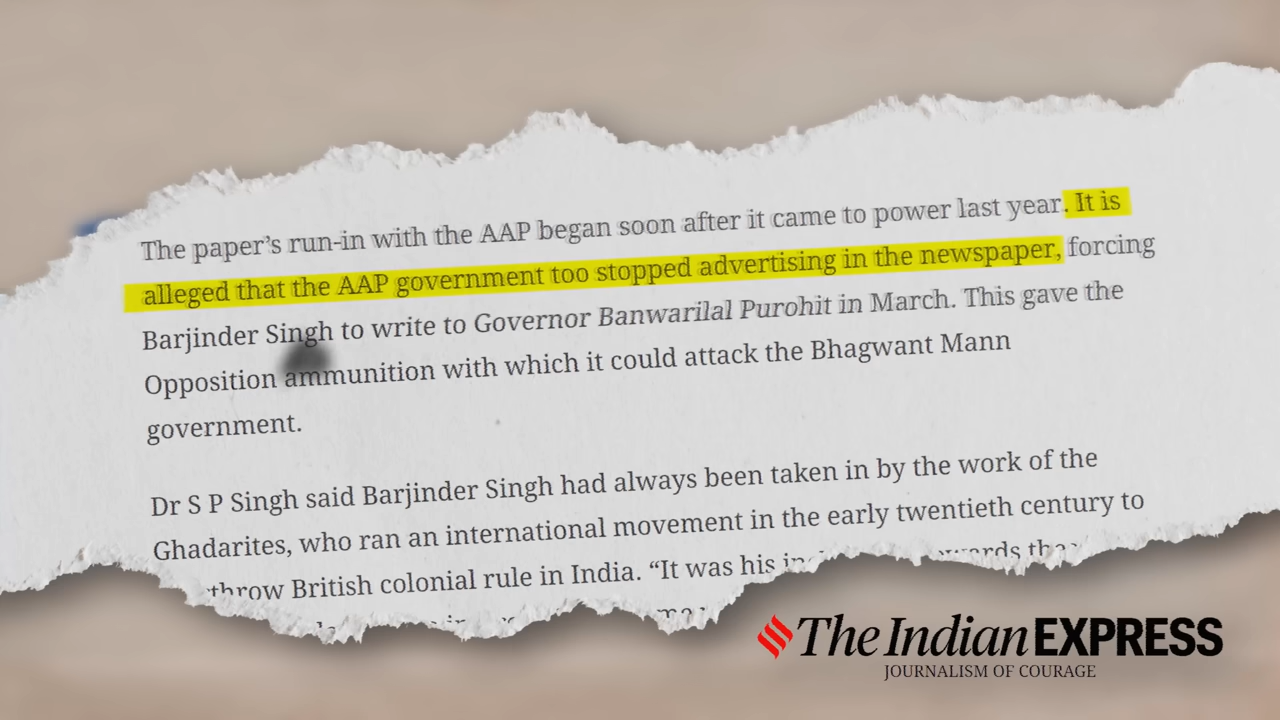 The paper’s run-in with the AAP began soon after it came to power last year. It is
alleged that the AAP government too stopped advertising in the newspaper, forcing
Barjinder Singh to write to Governor Banwarilal Purohit in March. This gave the
Opposition ammunition with which it could attack the Bhagwant Mann
government.
Dr S P Singh said Barjinder Singh had always been taken in by the work of the
Ghadarites, who ran an international movement in the early twentieth century to
throw British colonial rule in India. “It was his
The Indian EXPRESS
JOURNALISM OF COURAGE